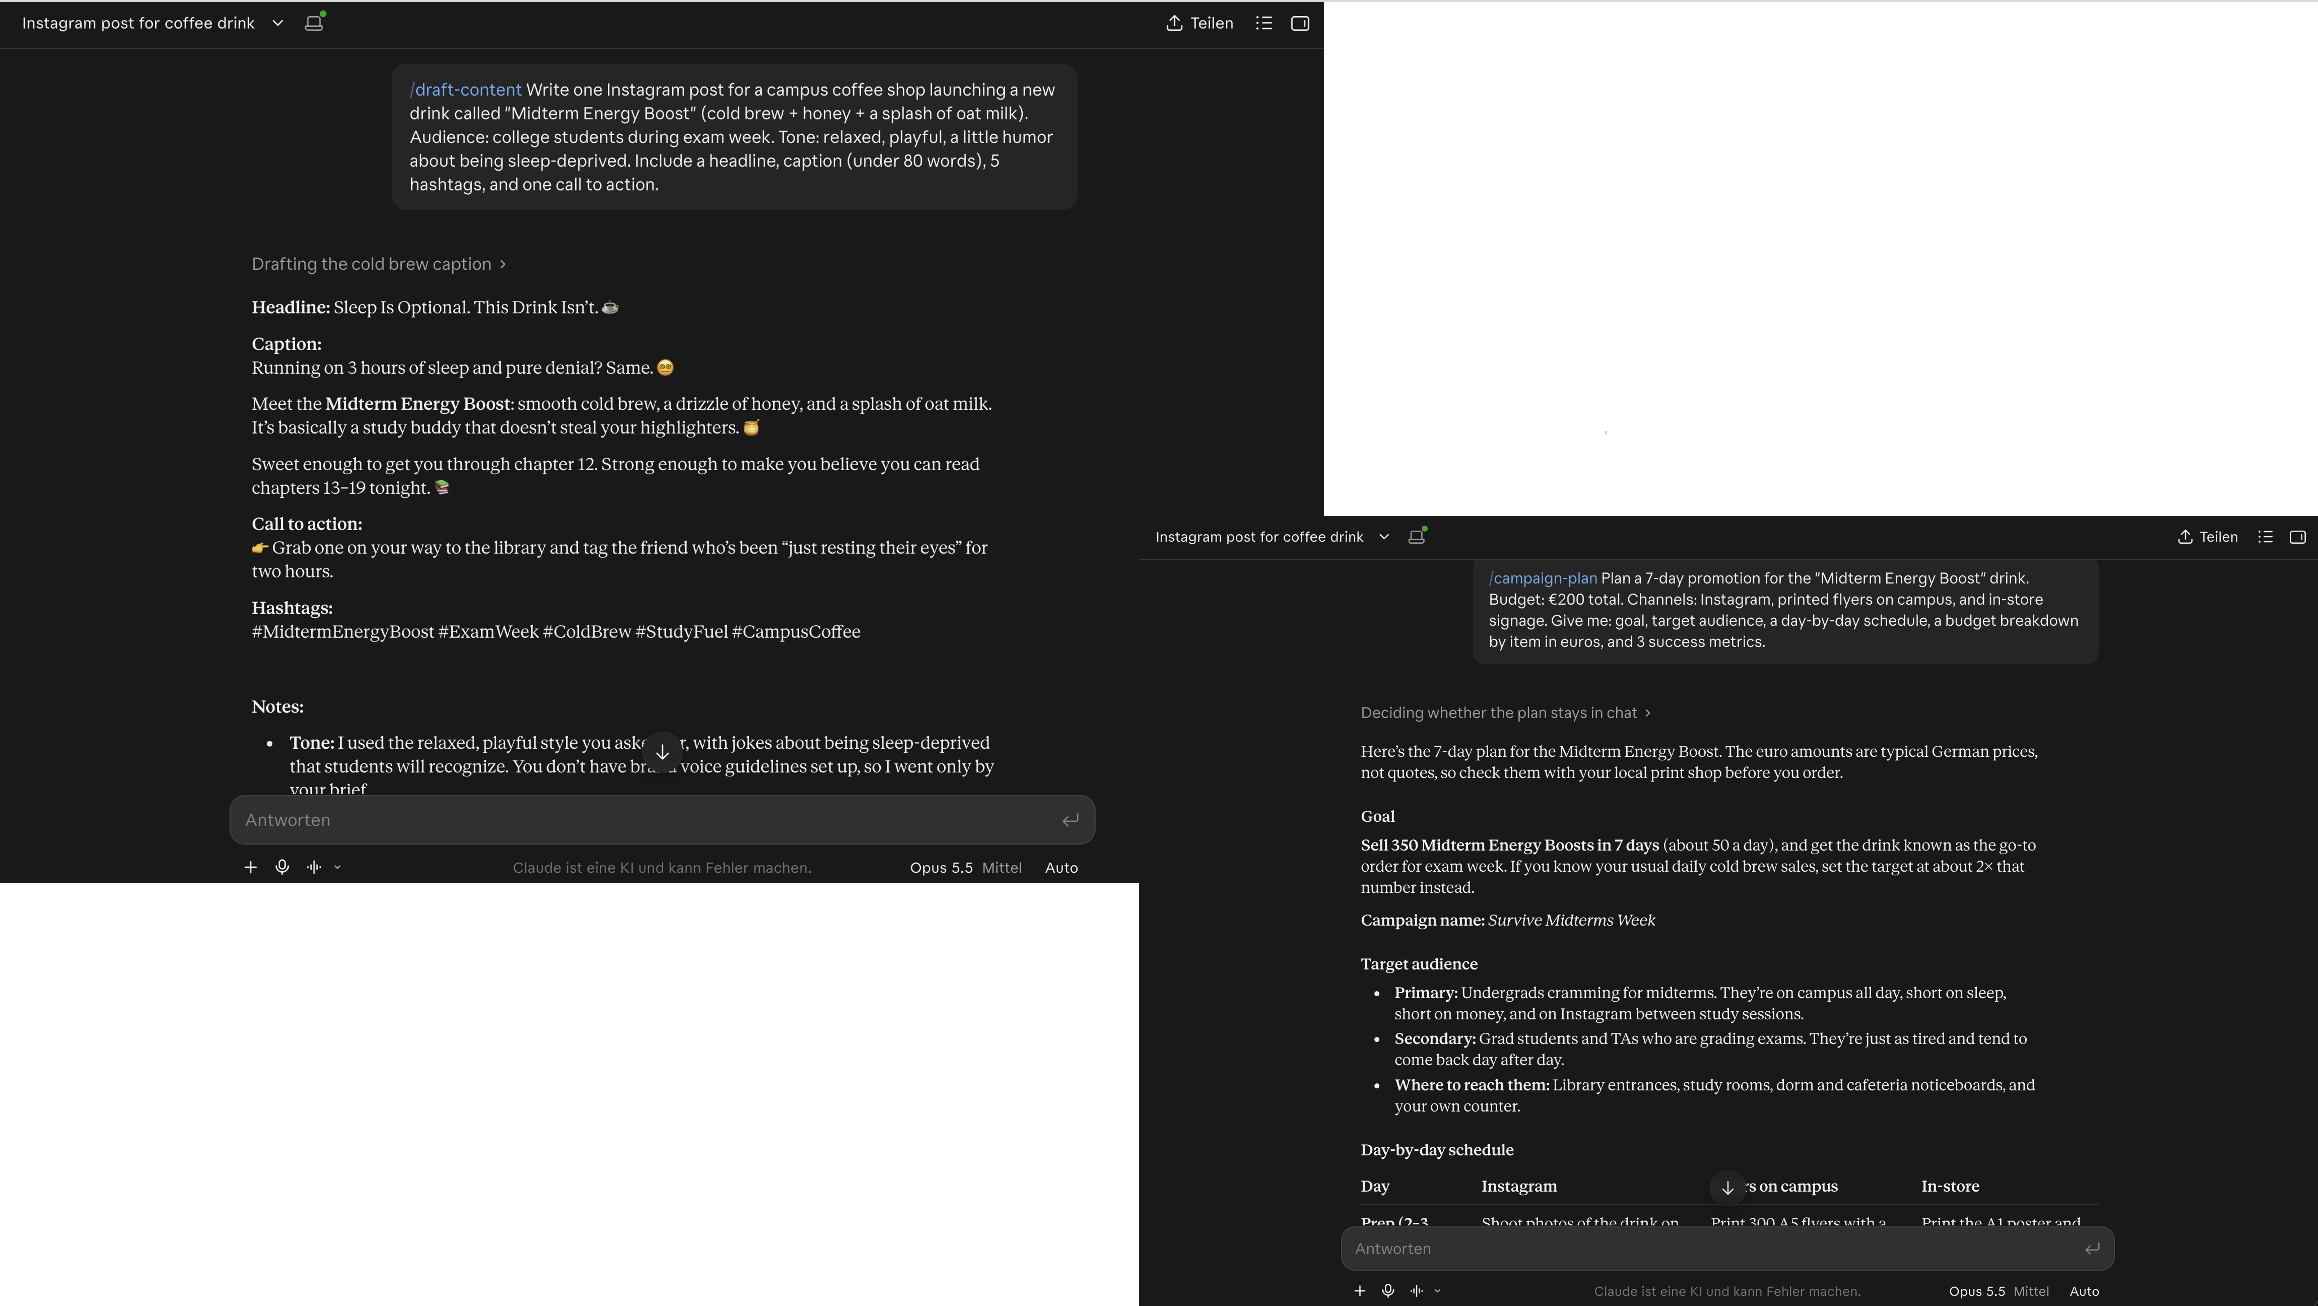 Instagram post for coffee drink
Teilen
/draft-content Write one Instagram post for a campus coffee shop launching a new
drink called "Midterm Energy Boost" (cold brew + honey + a splash of oat milk).
Audience: college students during exam week. Tone: relaxed, playful, a little humor
about being sleep-deprived. Include a headline, caption (under 80 words), 5
hashtags, and one call to action.
Drafting the cold brew caption
Headline: Sleep Is Optional. This Drink Isn’t. ☕
Caption:
Running on 3 hours of sleep and pure denial? Same. 😵‍💫
Meet the Midterm Energy Boost: smooth cold brew, a drizzle of honey, and a splash of oat milk.
It’s basically a study buddy that doesn’t steal your highlighters. 🍯
Sweet enough to get you through chapter 12. Strong enough to make you believe you can read
chapters 13–19 tonight. 📚
Call to action:
👉 Grab one on your way to the library and tag the friend who’s been “just resting their eyes” for
two hours.
Hashtags:
#MidtermEnergyBoost #ExamWeek #ColdBrew #StudyFuel #CampusCoffee
Notes:
Tone: I used the relaxed, playful style you , with jokes about being sleep-deprived
that students will recognize. You don’t have voice guidelines set up, so I went only by
your brief
Antworten
Claude ist eine KI und kann Fehler machen.
Opus 5.5 Mittel Auto
Instagram post for coffee drink
Teilen
/campaign-plan Plan a 7-day promotion for the "Midterm Energy Boost" drink.
Budget: €200 total. Channels: Instagram, printed flyers on campus, and in-store
signage. Give me: goal, target audience, a day-by-day schedule, a budget breakdown
by item in euros, and 3 success metrics.
Deciding whether the plan stays in chat
Here’s the 7-day plan for the Midterm Energy Boost. The euro amounts are typical German prices,
not quotes, so check them with your local print shop before you order.
Goal
Sell 350 Midterm Energy Boosts in 7 days (about 50 a day), and get the drink known as the go-to
order for exam week. If you know your usual daily cold brew sales, set the target at about 2× that
number instead.
Campaign name: Survive Midterms Week
Target audience
Primary: Undergrads cramming for midterms. They’re on campus all day, short on sleep,
short on money, and on Instagram between study sessions.
Secondary: Grad students and TAs who are grading exams. They’re just as tired and tend to
come back day after day.
Where to reach them: Library entrances, study rooms, dorm and cafeteria noticeboards, and
your own counter.
Day-by-day schedule
Day Instagram rs on campus In-store
Prep (2–3 Shoot photos of the drink on Print 300 A5 flyers with a Print the A1 poster and
Antworten
Claude ist eine KI und kann Fehler machen.
Opus 5.5 Mittel Auto